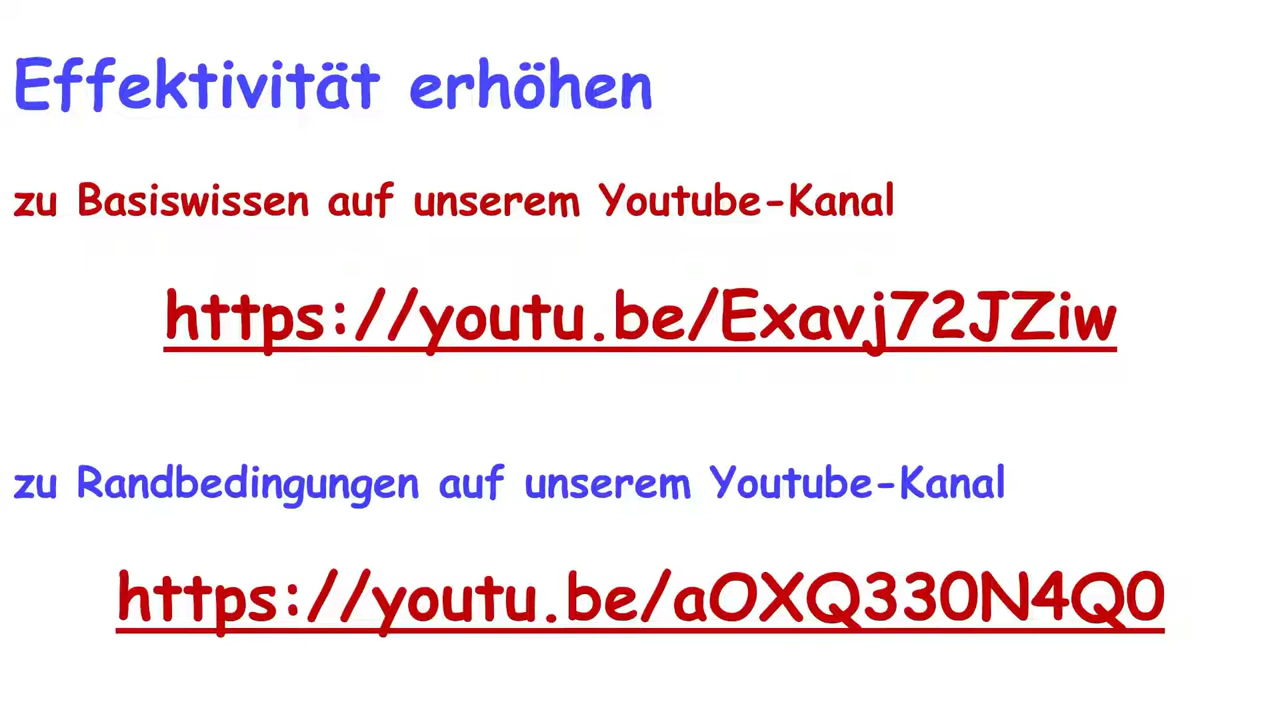 Effektivität erhöhen
zu Basiswissen auf unserem Youtube-Kanal
https://youtu.be/Exavj72JZiw
zu Randbedingungen auf unserem Youtube-Kanal
https://youtu.be/aOXQ330N4Q0